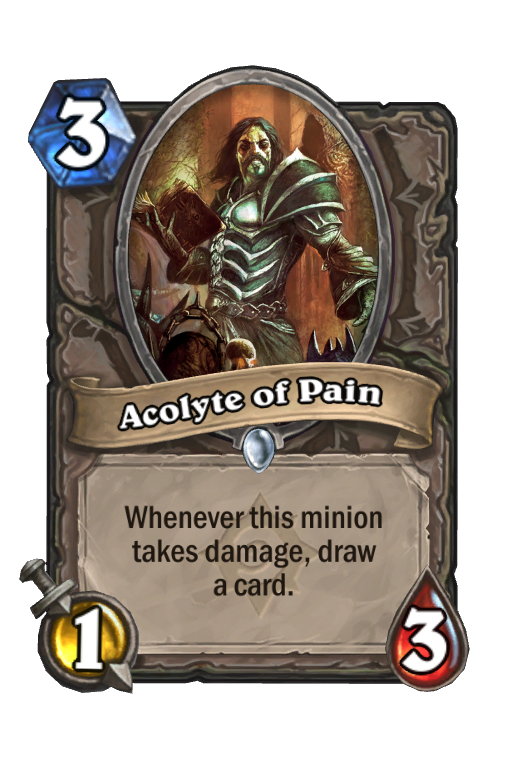 3
Acolyte of Pain
Whenever this minion
takes damage, draw
a card.
1
3